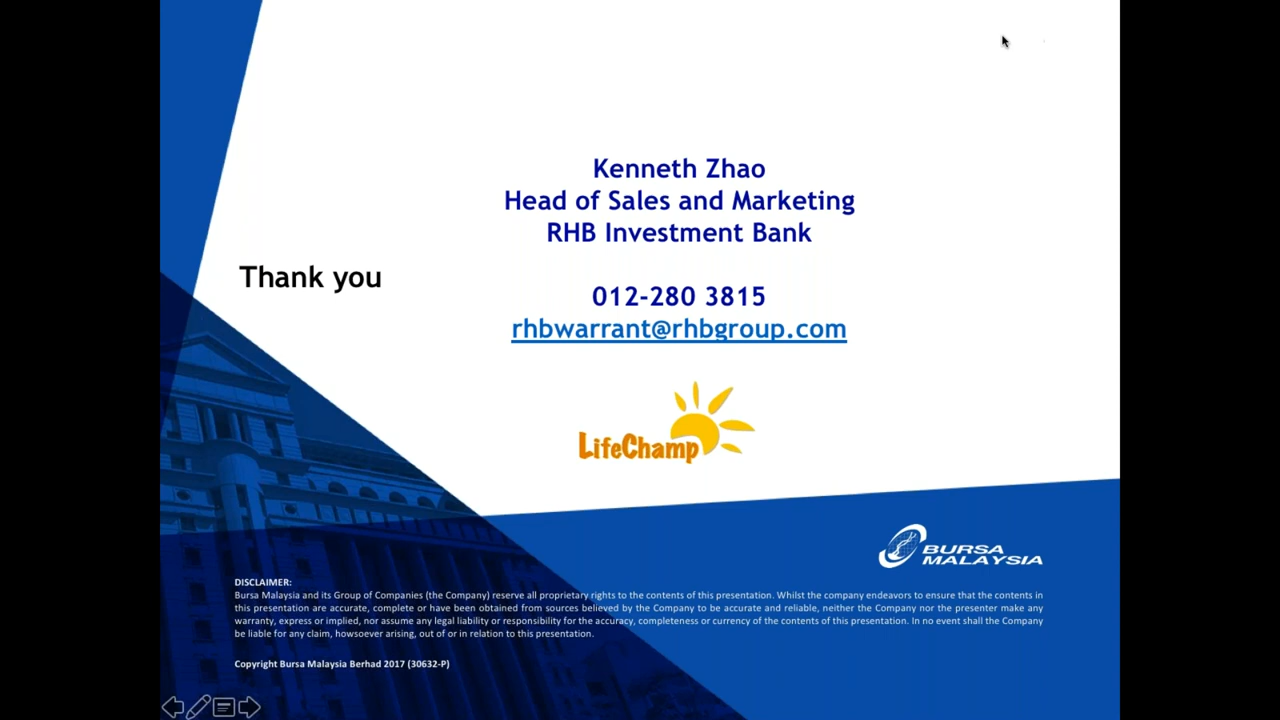 Kenneth Zhao
Head of Sales and Marketing
RHB Investment Bank
Thank you
012-280 3815
rhbwarrant@rhbgroup.com
LifeChamp
BURSA
MALAYSIA
DISCLAIMER:
Bursa Malaysia and its Group of Companies (the Company) reserve all proprietary rights to the contents of this presentation. Whilst the company endeavors to ensure that the contents in
this presentation are accurate, complete or have been obtained from sources believed by the Company to be accurate and reliable, neither the Company nor the presenter make any
warranty, express or implied, nor assume any legal liability or responsibility for the accuracy, completeness or currency of the contents of this presentation. In no event shall the Company
be liable for any claim, howsoever arising, out of or in relation to this presentation.
Copyright Bursa Malaysia Berhad 2017 (30632-P)